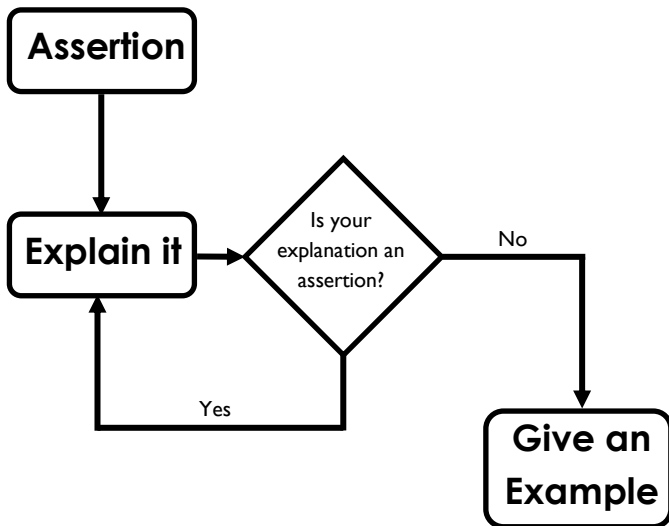 Assertion
Explain it
Is your
explanation an
assertion?
No
Yes
Give an
Example